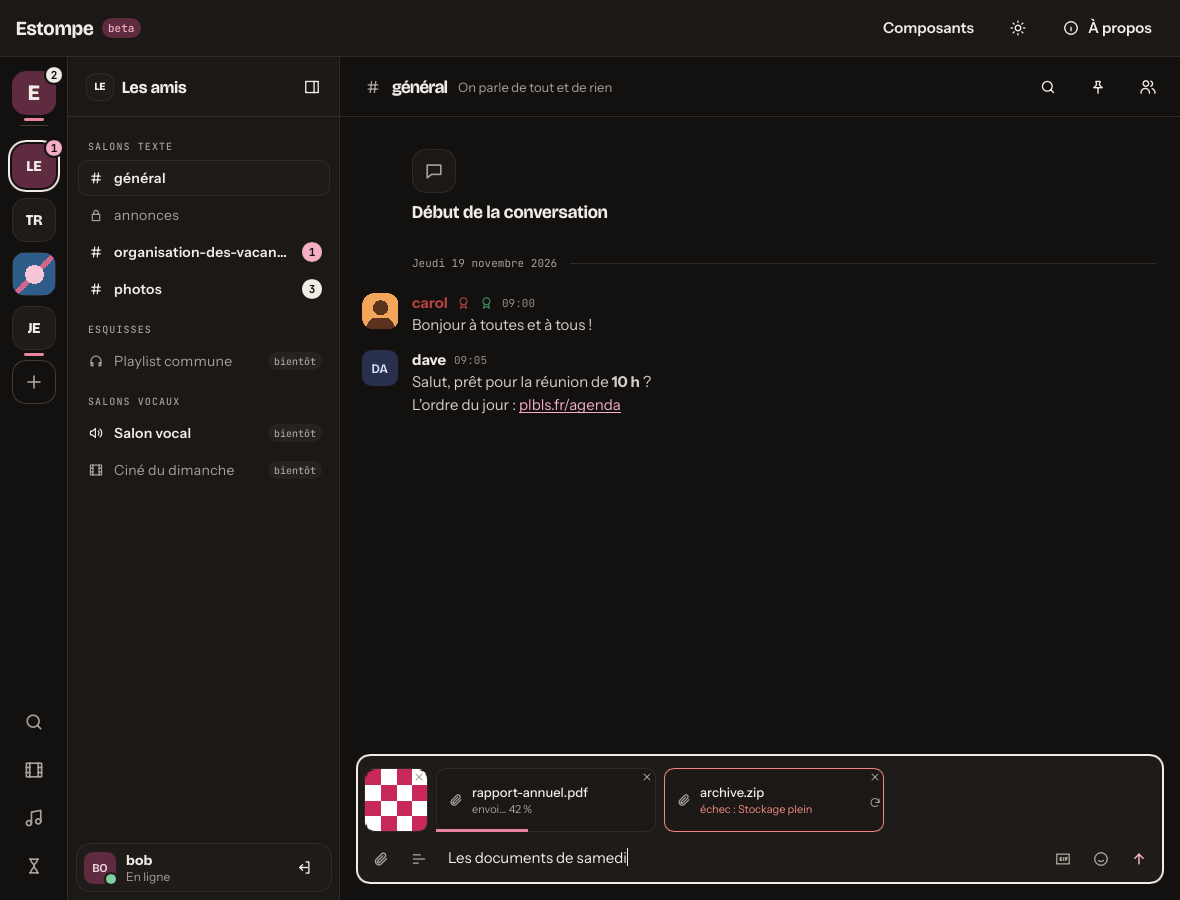 Estompe beta
Composants
À propos
E 2
LE 1
TR
JE
LE Les amis
SALONS TEXTE
# général
annonces
# organisation-des-vacan… 1
# photos 3
ESQUISSES
Playlist commune bientôt
SALONS VOCAUX
Salon vocal bientôt
Ciné du dimanche bientôt
BO bob
En ligne
# général On parle de tout et de rien
Début de la conversation
Jeudi 19 novembre 2026
carol 09:00
Bonjour à toutes et à tous !
DA dave 09:05
Salut, prêt pour la réunion de 10 h ?
L'ordre du jour : plbls.fr/agenda
rapport-annuel.pdf
envoi… 42 %
archive.zip
échec : Stockage plein
Les documents de samedi
GIF